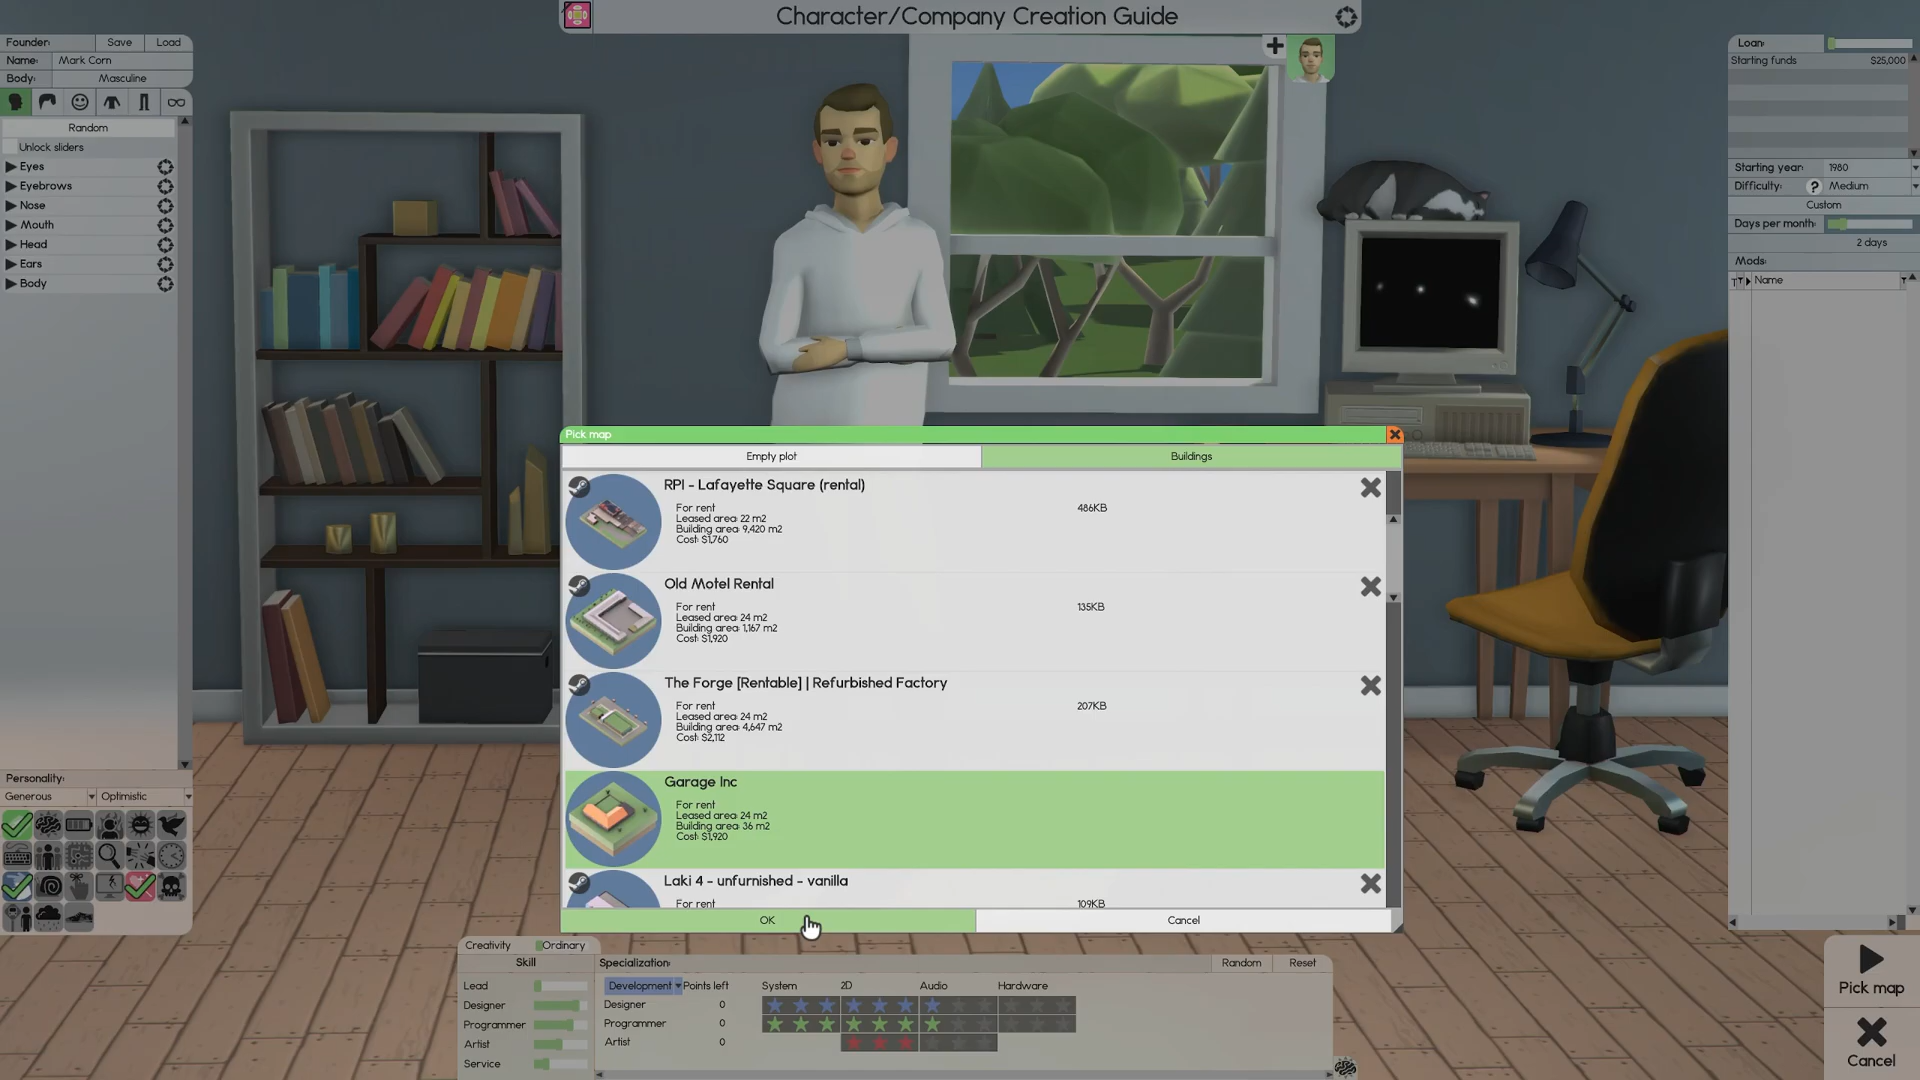 Character/Company Creation Guide
Founder: Save Load
Name: Mark Corn
Body: Masculine
Random
Unlock sliders
Eyes
Eyebrows
Nose
Mouth
Head
Ears
Body
Personality:
Generous Optimistic
Loan:
Starting funds $25,000
Starting year: 1980
Difficulty: ? Medium
Custom
Days per month:
2 days
Mods:
Name
Pick map
Empty plot Buildings
RPI - Lafayette Square (rental)
For rent 486KB
Leased area: 22 m2
Building area: 9,420 m2
Cost: $1,760
Old Motel Rental
For rent 135KB
Leased area: 24 m2
Building area: 1,167 m2
Cost: $1,920
The Forge [Rentable] | Refurbished Factory
For rent 207KB
Leased area: 24 m2
Building area: 4,647 m2
Cost: $2,112
Garage Inc
For rent
Leased area: 24 m2
Building area: 36 m2
Cost: $1,920
Laki 4 - unfurnished - vanilla
For rent 109KB
OK Cancel
Creativity Ordinary
Skill
Lead
Designer
Programmer
Artist
Service
Specialization: Random Reset
Development Points left System 2D Audio Hardware
Designer 0
Programmer 0
Artist 0
Pick map
Cancel